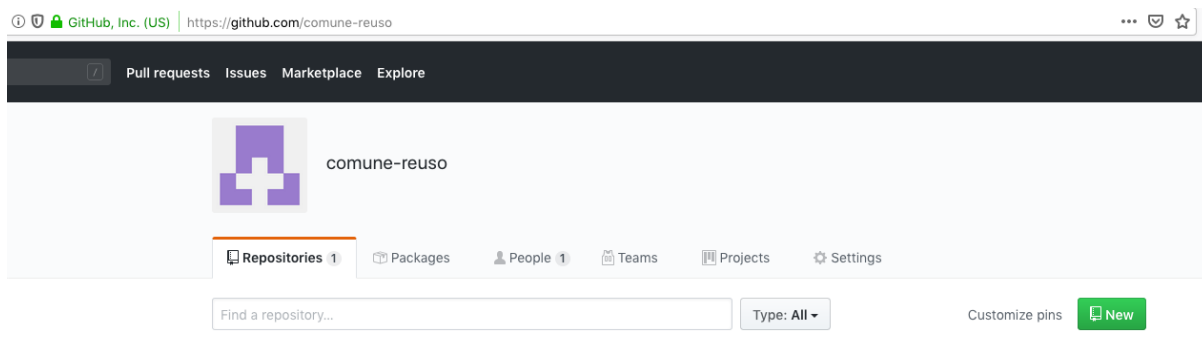 GitHub, Inc. (US) https://github.com/comune-reuso
/ Pull requests Issues Marketplace Explore
comune-reuso
Repositories 1 Packages People 1 Teams Projects Settings
Find a repository... Type: All Customize pins New